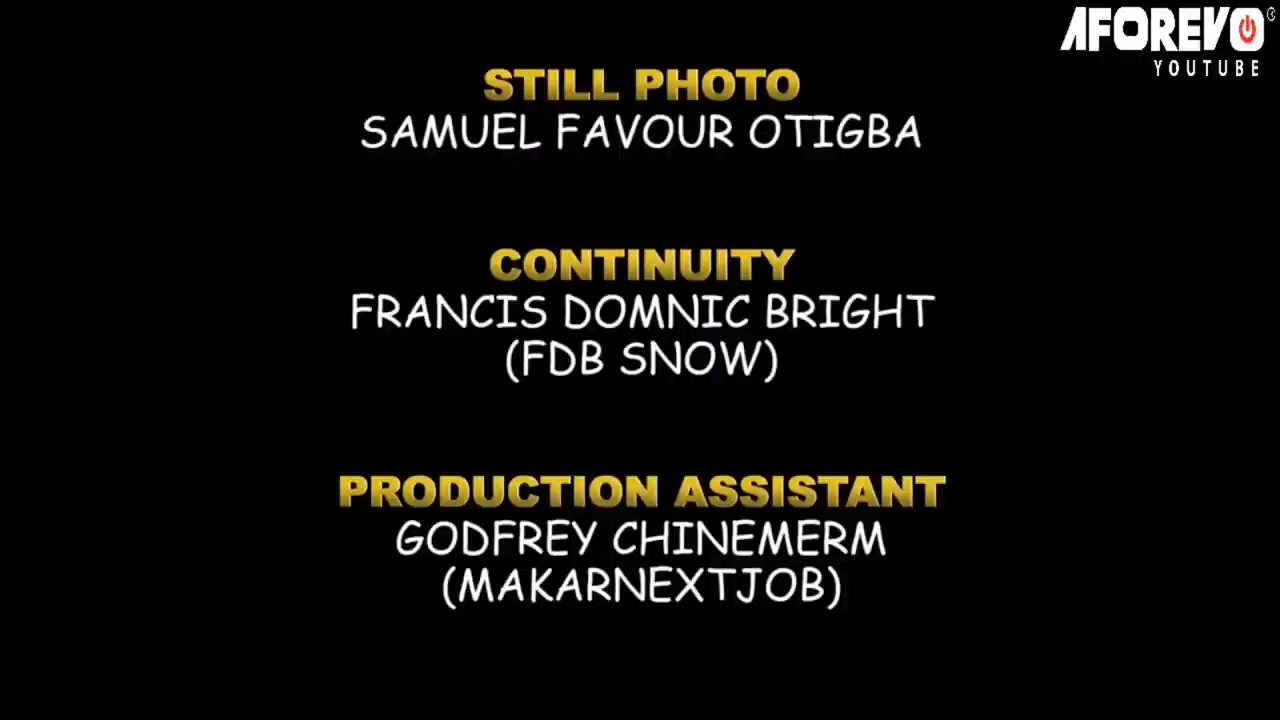 AFOREVO
YOUTUBE
STILL PHOTO
SAMUEL FAVOUR OTIGBA
CONTINUITY
FRANCIS DOMNIC BRIGHT
(FDB SNOW)
PRODUCTION ASSISTANT
GODFREY CHINEMERM
(MAKARNEXTJOB)